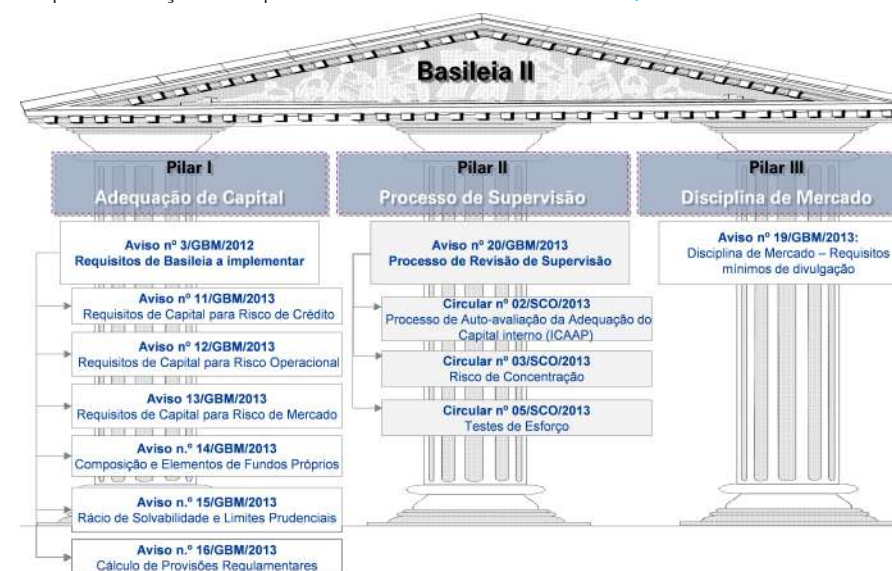 Basileia II
Pilar I
Adequação de Capital
Aviso nº 3/GBM/2012
Requisitos de Basileia a implementar
Aviso nº 11/GBM/2013
Requisitos de Capital para Risco de Crédito
Aviso nº 12/GBM/2013
Requisitos de Capital para Risco Operacional
Aviso 13/GBM/2013
Requisitos de Capital para Risco de Mercado
Aviso n.º 14/GBM/2013
Composição e Elementos de Fundos Próprios
Aviso n.º 15/GBM/2013
Rácio de Solvabilidade e Limites Prudenciais
Aviso n.º 16/GBM/2013
Cálculo de Provisões Regulamentares
Pilar II
Processo de Supervisão
Aviso nº 20/GBM/2013
Processo de Revisão de Supervisão
Circular nº 02/SCO/2013
Processo de Auto-avaliação da Adequação do
Capital interno (ICAAP)
Circular nº 03/SCO/2013
Risco de Concentração
Circular nº 05/SCO/2013
Testes de Esforço
Pilar III
Disciplina de Mercado
Aviso nº 19/GBM/2013:
Disciplina de Mercado – Requisitos
mínimos de divulgação